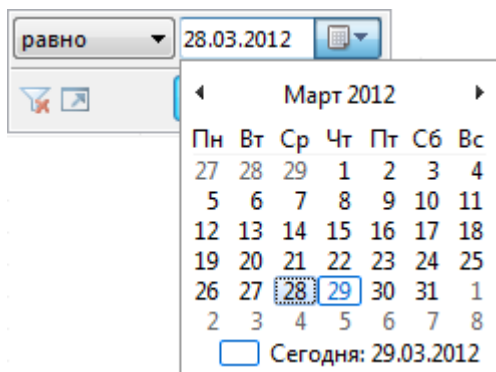 равно 28.03.2012
Март 2012
Пн Вт Ср Чт Пт Сб Вс
27 28 29 1 2 3 4
5 6 7 8 9 10 11
12 13 14 15 16 17 18
19 20 21 22 23 24 25
26 27 28 29 30 31 1
2 3 4 5 6 7 8
Сегодня: 29.03.2012